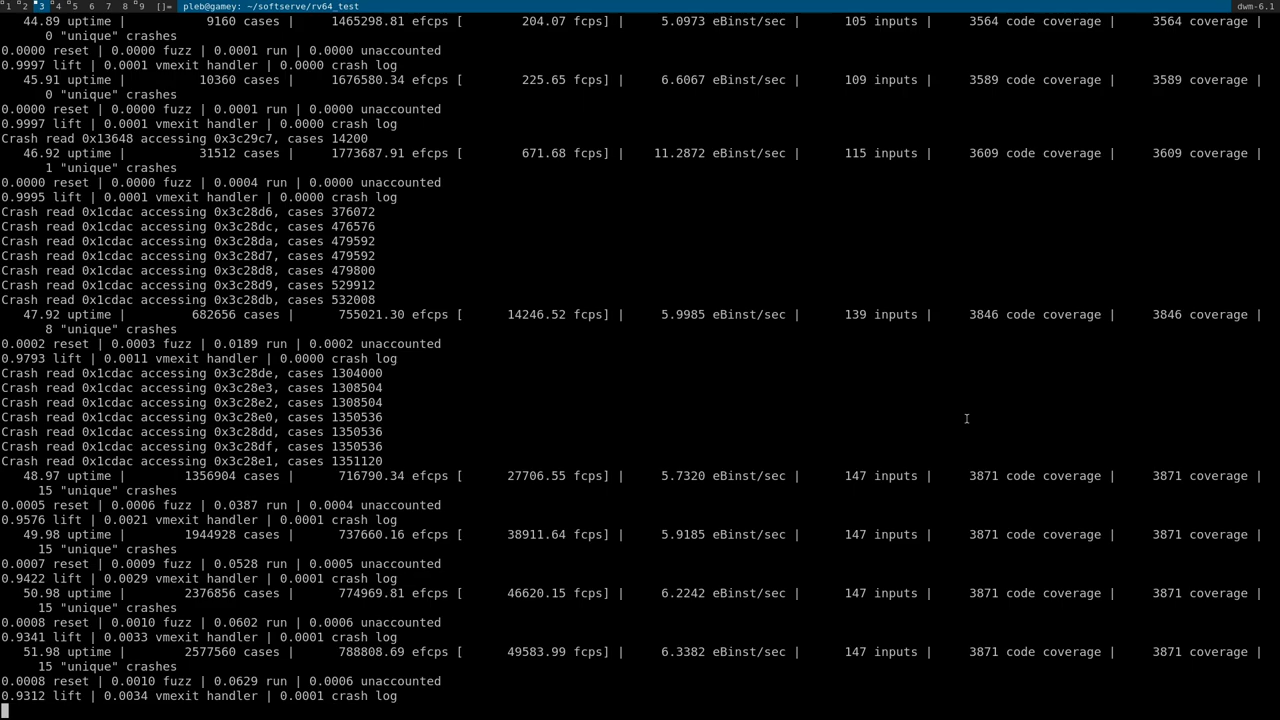 1 2 3 4 5 6 7 8 9 []= pleb@gamey: ~/softserve/rv64_test dwm-6.1
44.89 uptime | 9160 cases | 1465298.81 efcps [ 204.07 fcps] | 5.0973 eBinst/sec | 105 inputs | 3564 code coverage | 3564 code coverage |
0 "unique" crashes
0.0000 reset | 0.0000 fuzz | 0.0001 run | 0.0000 unaccounted
0.9997 lift | 0.0001 vmexit handler | 0.0000 crash log
45.91 uptime | 10360 cases | 1676580.34 efcps [ 225.65 fcps] | 6.6067 eBinst/sec | 109 inputs | 3589 code coverage | 3589 code coverage |
0 "unique" crashes
0.0000 reset | 0.0000 fuzz | 0.0001 run | 0.0000 unaccounted
0.9997 lift | 0.0001 vmexit handler | 0.0000 crash log
Crash read 0x13648 accessing 0x3c29c7, cases 14200
46.92 uptime | 31512 cases | 1773687.91 efcps [ 671.68 fcps] | 11.2872 eBinst/sec | 115 inputs | 3609 code coverage | 3609 code coverage |
1 "unique" crashes
0.0000 reset | 0.0000 fuzz | 0.0004 run | 0.0000 unaccounted
0.9995 lift | 0.0001 vmexit handler | 0.0000 crash log
Crash read 0x1cdac accessing 0x3c28d6, cases 376072
Crash read 0x1cdac accessing 0x3c28dc, cases 476576
Crash read 0x1cdac accessing 0x3c28da, cases 479592
Crash read 0x1cdac accessing 0x3c28d7, cases 479592
Crash read 0x1cdac accessing 0x3c28d8, cases 479800
Crash read 0x1cdac accessing 0x3c28d9, cases 529912
Crash read 0x1cdac accessing 0x3c28db, cases 532008
47.92 uptime | 682656 cases | 755021.30 efcps [ 14246.52 fcps] | 5.9985 eBinst/sec | 139 inputs | 3846 code coverage | 3846 code coverage |
8 "unique" crashes
0.0002 reset | 0.0003 fuzz | 0.0189 run | 0.0002 unaccounted
0.9793 lift | 0.0011 vmexit handler | 0.0000 crash log
Crash read 0x1cdac accessing 0x3c28de, cases 1304000
Crash read 0x1cdac accessing 0x3c28e3, cases 1308504
Crash read 0x1cdac accessing 0x3c28e2, cases 1308504
Crash read 0x1cdac accessing 0x3c28e0, cases 1350536
Crash read 0x1cdac accessing 0x3c28dd, cases 1350536
Crash read 0x1cdac accessing 0x3c28df, cases 1350536
Crash read 0x1cdac accessing 0x3c28e1, cases 1351120
48.97 uptime | 1356904 cases | 716790.34 efcps [ 27706.55 fcps] | 5.7320 eBinst/sec | 147 inputs | 3871 code coverage | 3871 code coverage |
15 "unique" crashes
0.0005 reset | 0.0006 fuzz | 0.0387 run | 0.0004 unaccounted
0.9576 lift | 0.0021 vmexit handler | 0.0001 crash log
49.98 uptime | 1944928 cases | 737660.16 efcps [ 38911.64 fcps] | 5.9185 eBinst/sec | 147 inputs | 3871 code coverage | 3871 code coverage |
15 "unique" crashes
0.0007 reset | 0.0009 fuzz | 0.0528 run | 0.0005 unaccounted
0.9422 lift | 0.0029 vmexit handler | 0.0001 crash log
50.98 uptime | 2376856 cases | 774969.81 efcps [ 46620.15 fcps] | 6.2242 eBinst/sec | 147 inputs | 3871 code coverage | 3871 code coverage |
15 "unique" crashes
0.0008 reset | 0.0010 fuzz | 0.0602 run | 0.0006 unaccounted
0.9341 lift | 0.0033 vmexit handler | 0.0001 crash log
51.98 uptime | 2577560 cases | 788808.69 efcps [ 49583.99 fcps] | 6.3382 eBinst/sec | 147 inputs | 3871 code coverage | 3871 code coverage |
15 "unique" crashes
0.0008 reset | 0.0010 fuzz | 0.0629 run | 0.0006 unaccounted
0.9312 lift | 0.0034 vmexit handler | 0.0001 crash log